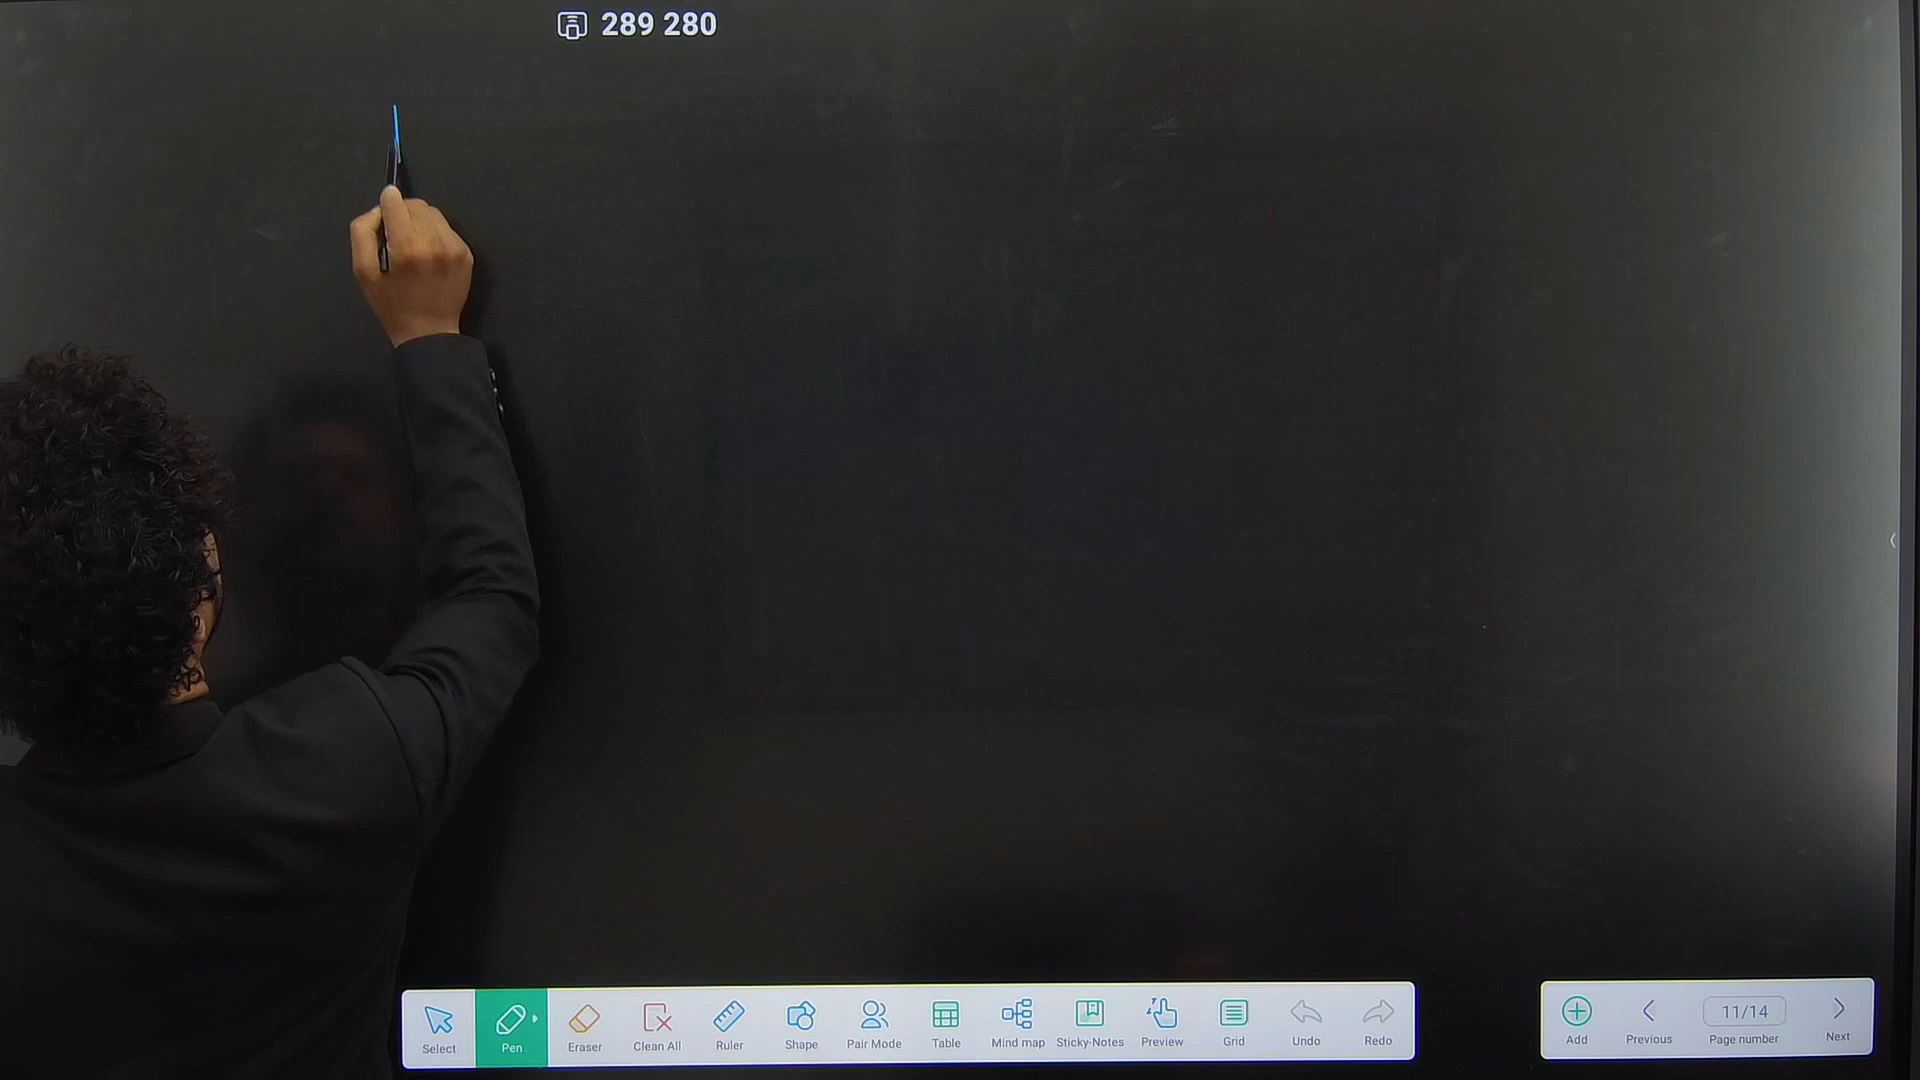 289 280
Select
Pen
Eraser
Clean All
Ruler
Shape
Pair Mode
Table
Mind map
Sticky-Notes
Preview
Grid
Undo
Redo
Add
Previous
11/14
Page number
Next